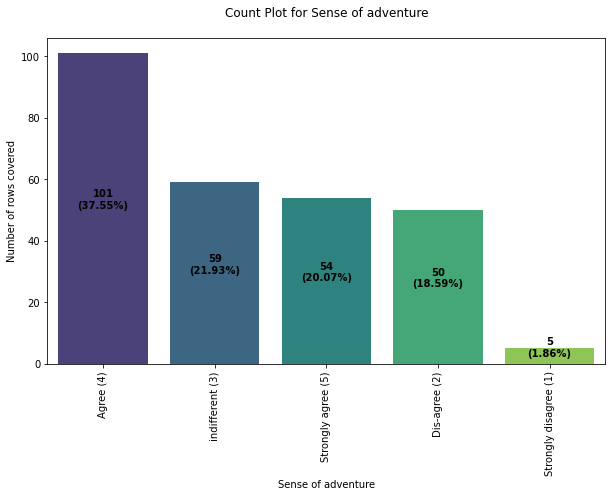 Count Plot for Sense of adventure
Number of rows covered
100
80
60
40
20
0
101
(37.55%)
59
(21.93%)
54
(20.07%)
50
(18.59%)
5
(1.86%)
Agree (4)
indifferent (3)
Strongly agree (5)
Dis-agree (2)
Strongly disagree (1)
Sense of adventure